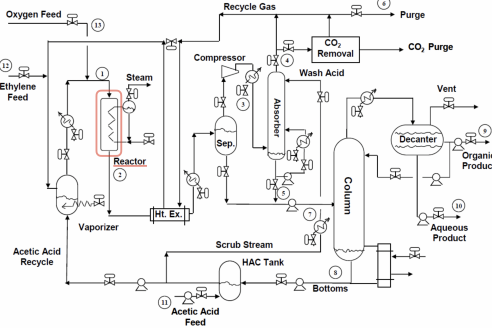 Recycle Gas
6
Purge
Oxygen Feed
13
CO2
Removal
CO2 Purge
Compressor
4
12
1
Steam
3
Wash Acid
Ethylene
Feed
Absorber
Vent
Sep.
Decanter
9
Organic
Product
Reactor
2
Column
5
Ht. Ex.
7
10
Vaporizer
Aqueous
Product
Acetic Acid
Recycle
Scrub Stream
HAC Tank
8
Bottoms
11
Acetic Acid
Feed